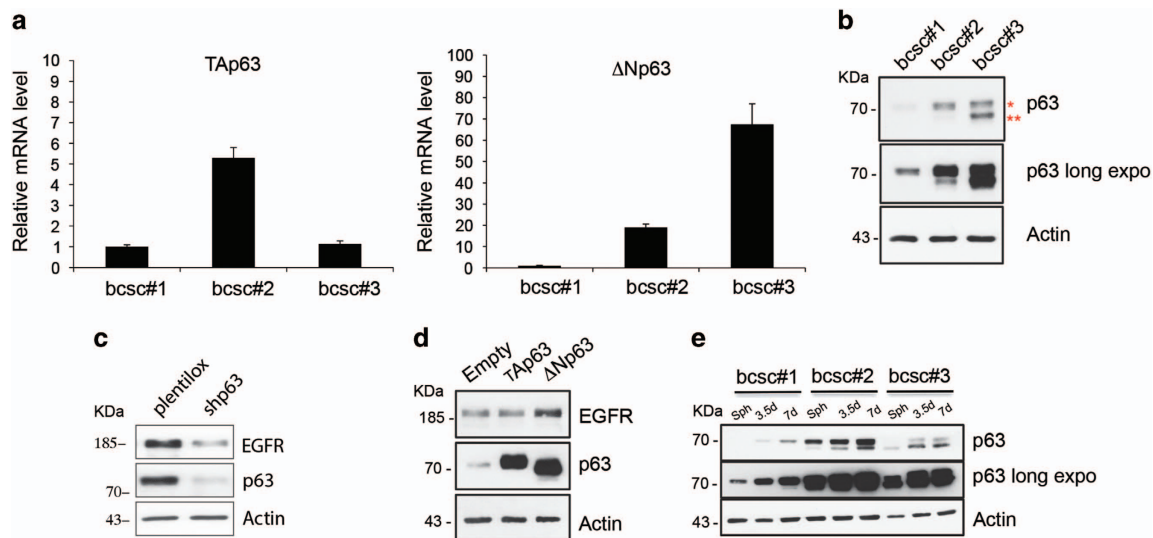 a
TAp63
Relative mRNA level
10
9
8
7
6
5
4
3
2
1
0
bcsc#1 bcsc#2 bcsc#3
ΔNp63
Relative mRNA level
100
90
80
70
60
50
40
30
20
10
0
bcsc#1 bcsc#2 bcsc#3
b
bcsc#1 bcsc#2 bcsc#3
KDa
70 - * p63
**
70 - p63 long expo
43 - Actin
c
plentilox shp63
KDa
185– EGFR
70– p63
43– Actin
d
Empty TAp63 ΔNp63
KDa
185 - EGFR
70 - p63
43 - Actin
e
bcsc#1 bcsc#2 bcsc#3
Sph 3.5d 7d Sph 3.5d 7d Sph 3.5d 7d
KDa
70 - p63
70 - p63 long expo
43 - Actin